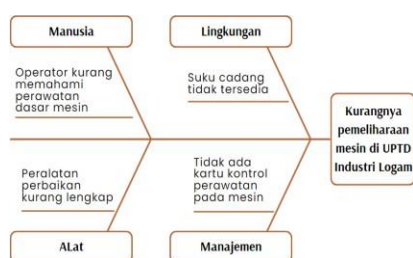 Manusia
Lingkungan
Operator kurang
memahami
perawatan
dasar mesin
Suku cadang
tidak tersedia
Kurangnya
pemeliharaan
mesin di UPTD
Industri Logam
Peralatan
perbaikan
kurang lengkap
Tidak ada
kartu kontrol
perawatan
pada mesin
ALat
Manajemen